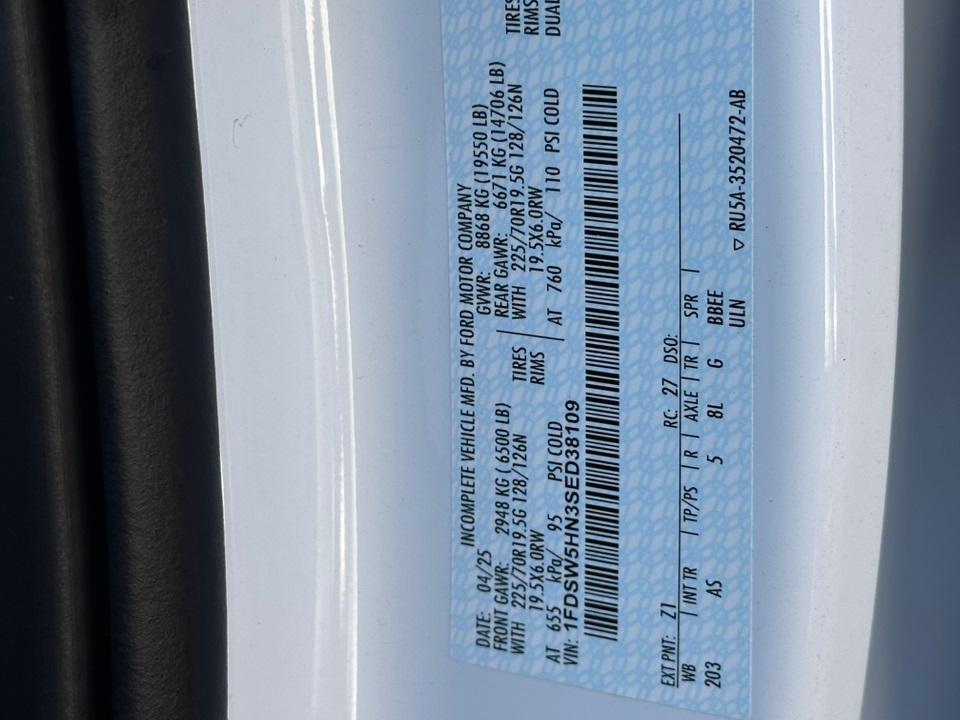 INCOMPLETE VEHICLE MFD. BY FORD MOTOR COMPANY
DATE: 04/25 GVWR: 8868 KG (19550 LB)
FRONT GAWR: 2948 KG ( 6500 LB) REAR GAWR: 6671 KG (14706 LB)
WITH 225/70R19.5G 128/126N TIRES WITH 225/70R19.5G 128/126N TIRES
19.5X6.0RW RIMS 19.5X6.0RW RIMS
AT 655 kPa/ 95 PSI COLD AT 760 kPa/ 110 PSI COLD DUAL
VIN: 1FDSW5HN3SED38109
EXT PNT: Z1 RC: 27 DSO:
WB | INT TR | TP/PS | R | AXLE | TR | SPR |
203 AS 5 8L G BBEE
ULN ▽ RU5A-3520472-AB